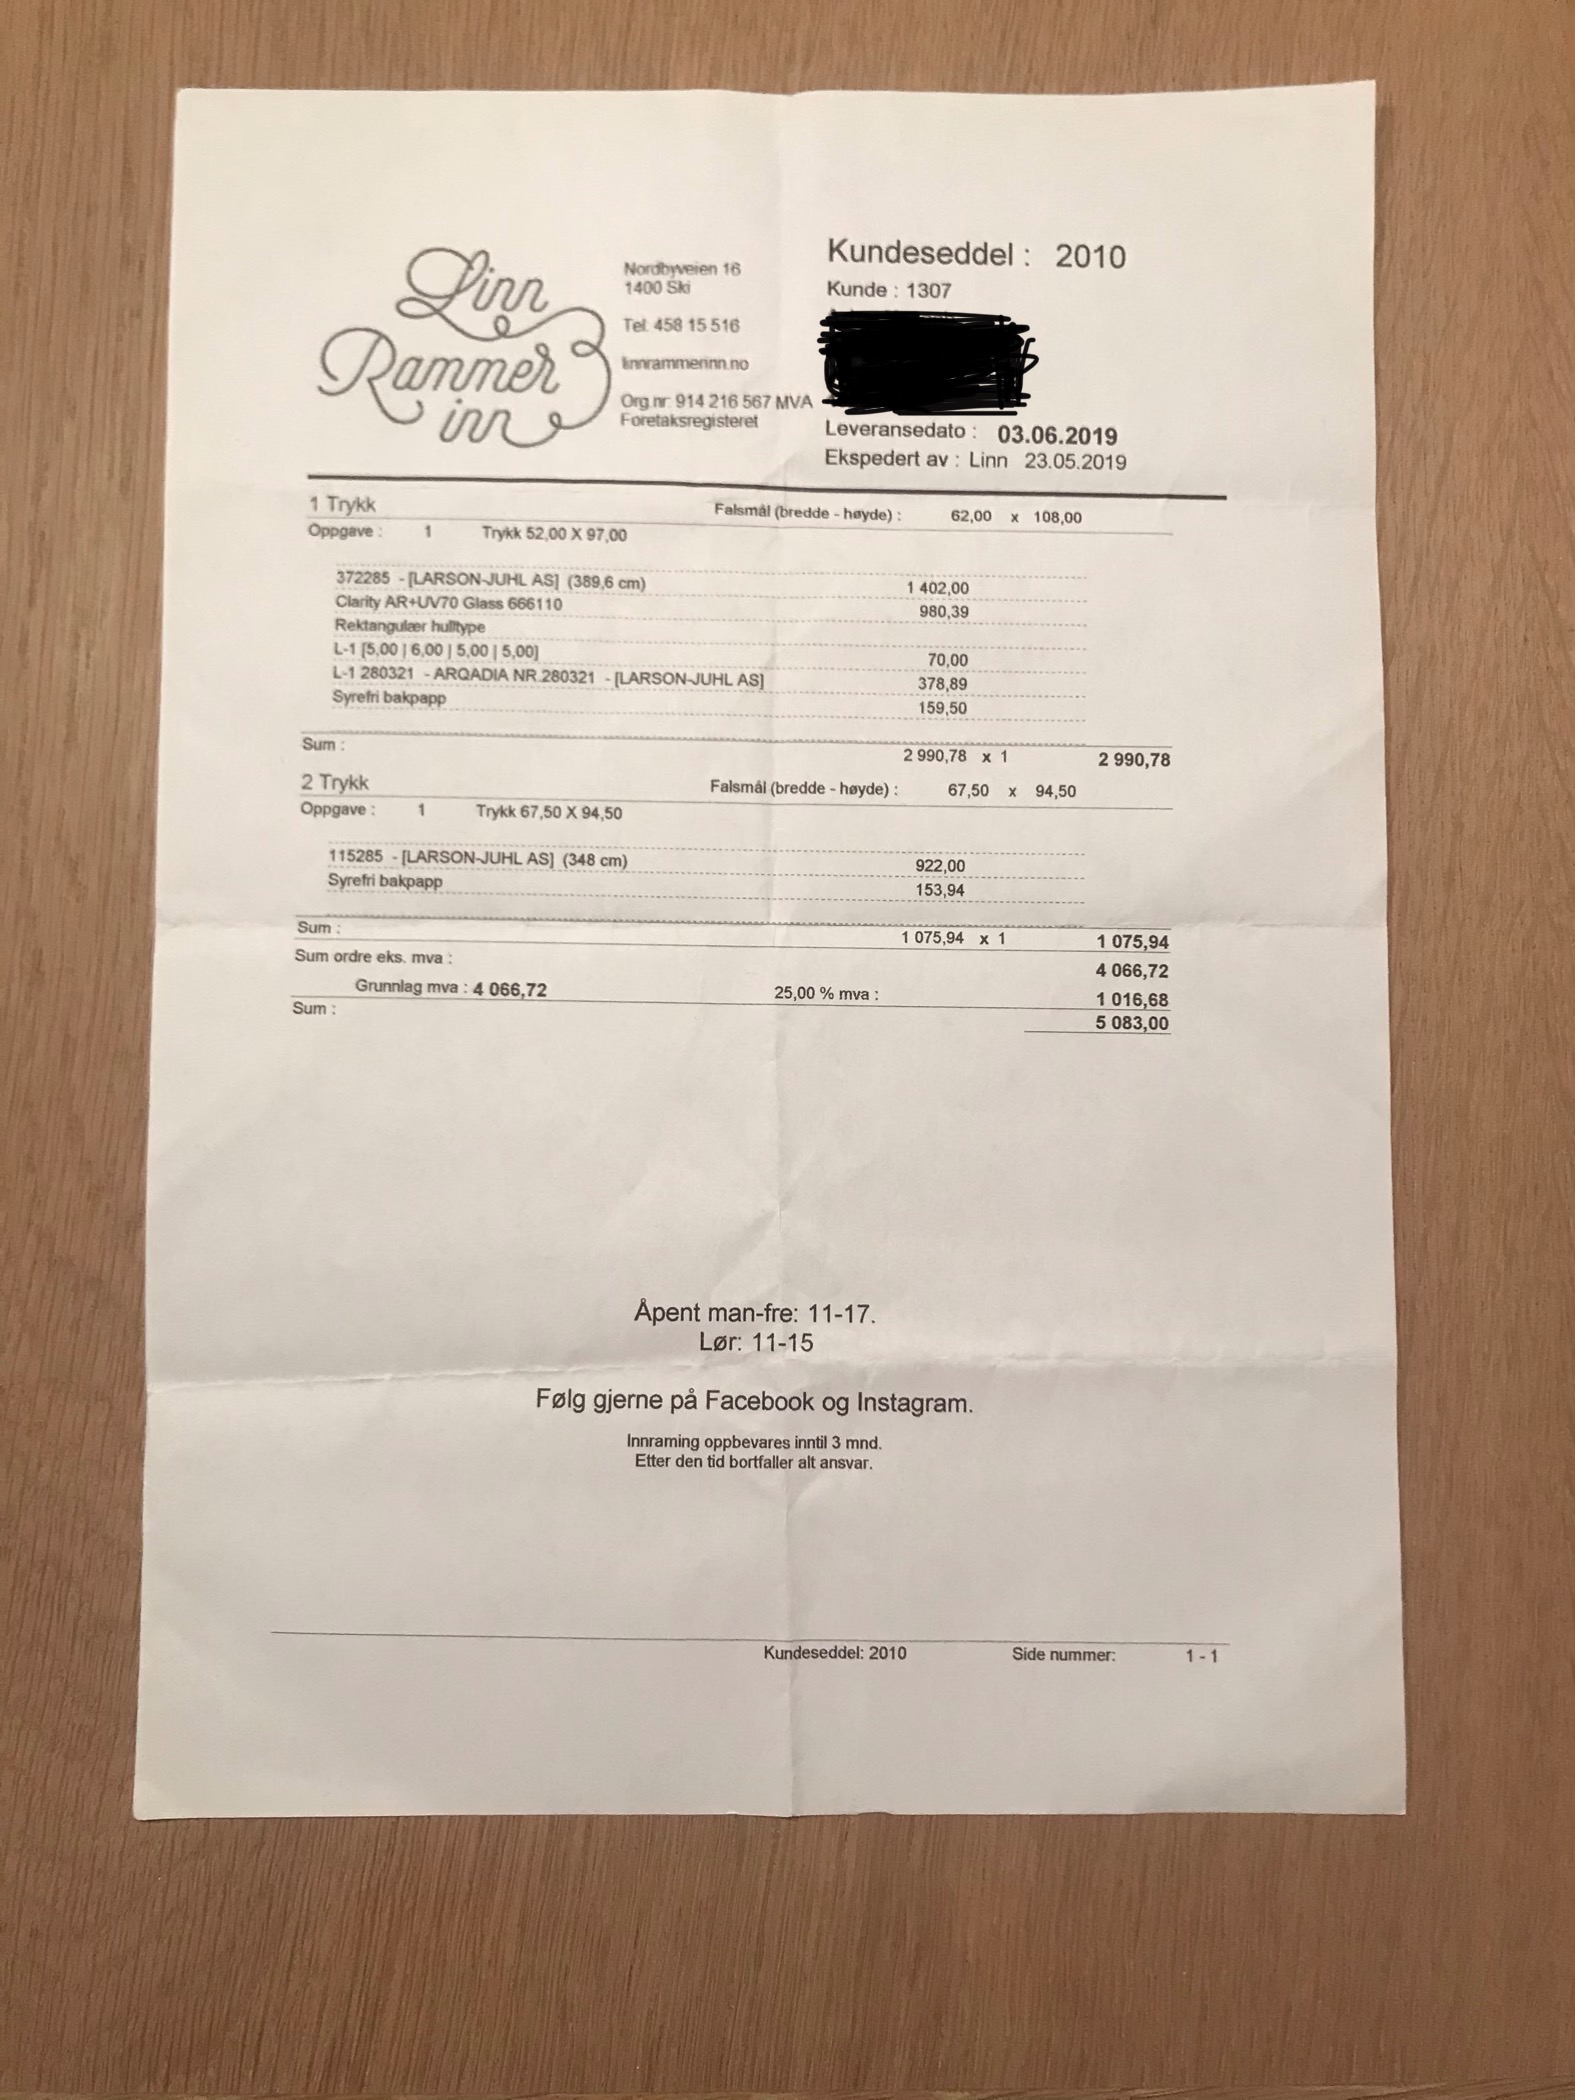 Linn
Rammer
inn
Nordbyveien 16
1400 Ski
Tel: 458 15 516
linnrammerinn.no
Org.nr: 914 216 567 MVA
Foretaksregisteret
Kundeseddel : 2010
Kunde : 1307
Leveransedato : 03.06.2019
Ekspedert av : Linn 23.05.2019
1 Trykk Falsmål (bredde - høyde) : 62,00 x 108,00
Oppgave : 1 Trykk 52,00 X 97,00
372285 - [LARSON-JUHL AS] (389,6 cm) 1 402,00
Clarity AR+UV70 Glass 666110 980,39
Rektangulær hulltype
L-1 [5,00 | 6,00 | 5,00 | 5,00] 70,00
L-1 280321 - ARQADIA NR.280321 - [LARSON-JUHL AS] 378,89
Syrefri bakpapp 159,50
Sum : 2 990,78 x 1 2 990,78
2 Trykk Falsmål (bredde - høyde) : 67,50 x 94,50
Oppgave : 1 Trykk 67,50 X 94,50
115285 - [LARSON-JUHL AS] (348 cm) 922,00
Syrefri bakpapp 153,94
Sum : 1 075,94 x 1 1 075,94
Sum ordre eks. mva : 4 066,72
Grunnlag mva : 4 066,72 25,00 % mva : 1 016,68
Sum : 5 083,00
Åpent man-fre: 11-17.
Lør: 11-15
Følg gjerne på Facebook og Instagram.
Innraming oppbevares inntil 3 mnd.
Etter den tid bortfaller alt ansvar.
Kundeseddel: 2010 Side nummer: 1 - 1